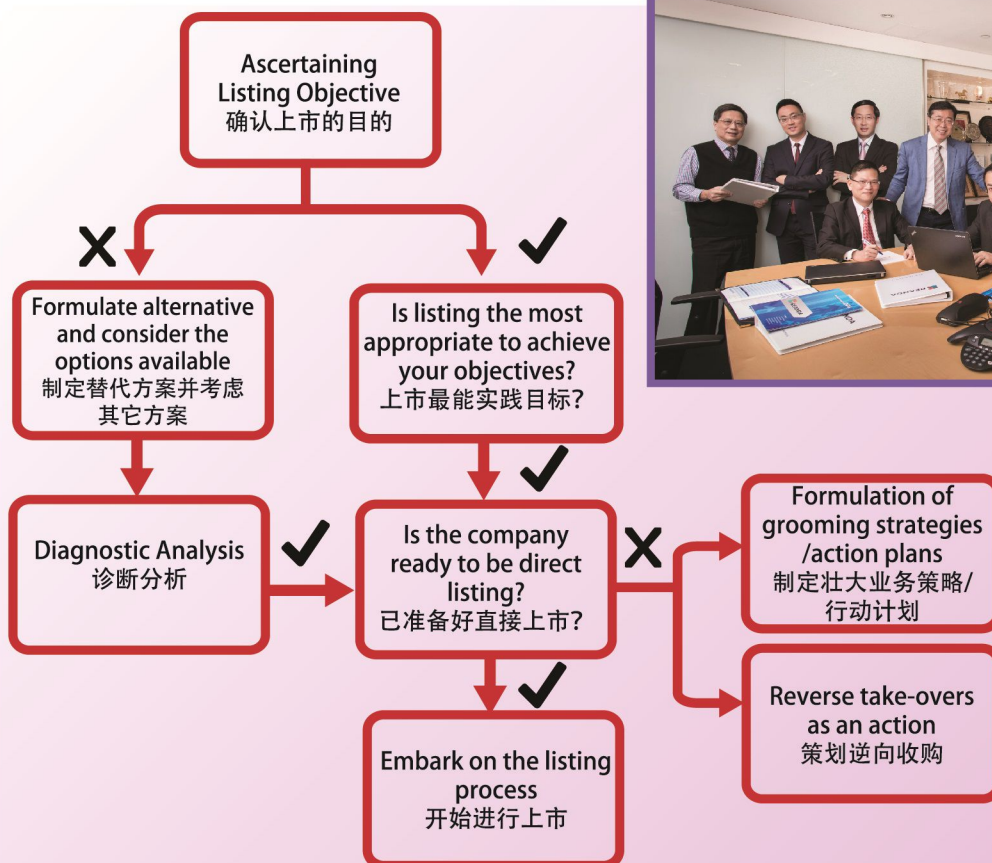 Ascertaining
Listing Objective
确认上市的目的
Formulate alternative
and consider the
options available
制定替代方案并考虑
其它方案
Is listing the most
appropriate to achieve
your objectives?
上市最能实践目标?
Diagnostic Analysis
诊断分析
Is the company
ready to be direct
listing?
已准备好直接上市?
Formulation of
grooming strategies
/action plans
制定壮大业务策略/
行动计划
Reverse take-overs
as an action
策划逆向收购
Embark on the listing
process
开始进行上市